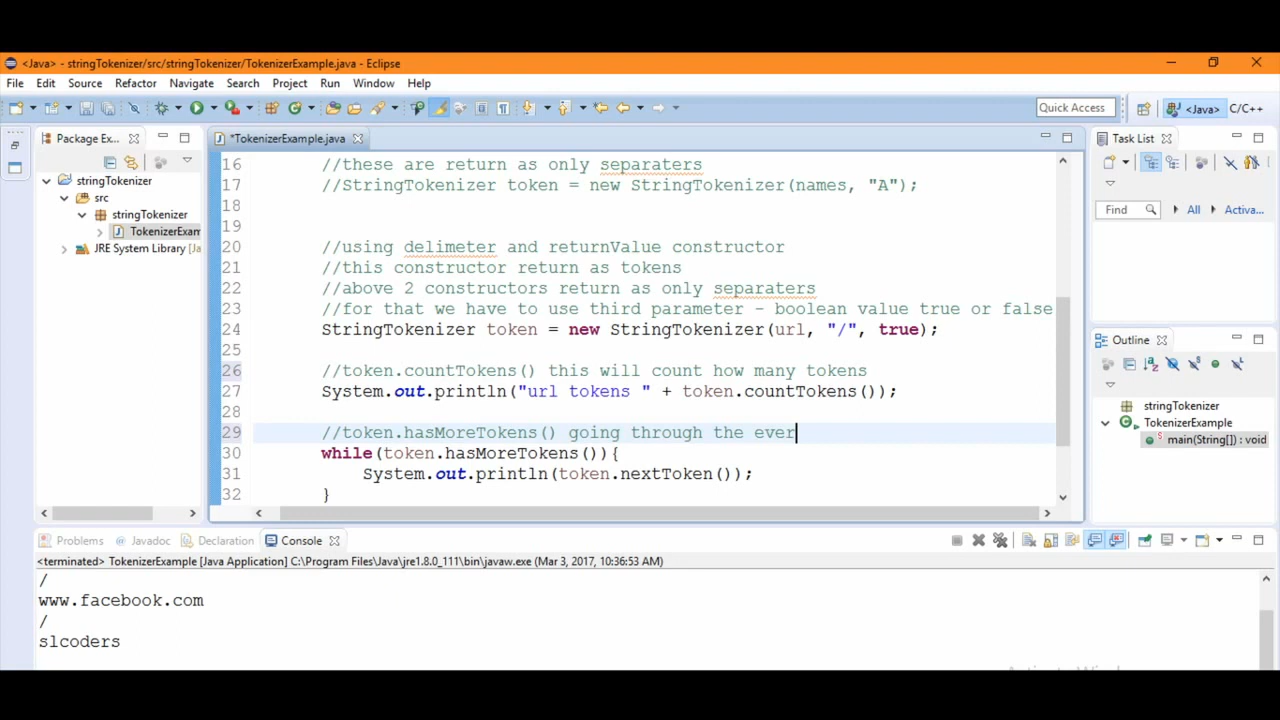 <Java> - stringTokenizer/src/stringTokenizer/TokenizerExample.java - Eclipse
File Edit Source Refactor Navigate Search Project Run Window Help
Quick Access <Java> C/C++
Package Ex...
*TokenizerExample.java
Task List
stringTokenizer
src
stringTokenizer
TokenizerExam
JRE System Library [Ja
16 //these are return as only separaters
17 //StringTokenizer token = new StringTokenizer(names, "A");
18
19
20 //using delimeter and returnValue constructor
21 //this constructor return as tokens
22 //above 2 constructors return as only separaters
23 //for that we have to use third parameter - boolean value true or false
24 StringTokenizer token = new StringTokenizer(url, "/", true);
25
26 //token.countTokens() this will count how many tokens
27 System.out.println("url tokens " + token.countTokens());
28
29 //token.hasMoreTokens() going through the ever
30 while(token.hasMoreTokens()){
31 System.out.println(token.nextToken());
32 }
Find All Activa...
Outline
stringTokenizer
TokenizerExample
main(String[]) : void
Problems @ Javadoc Declaration Console
<terminated> TokenizerExample [Java Application] C:\Program Files\Java\jre1.8.0_111\bin\javaw.exe (Mar 3, 2017, 10:36:53 AM)
/
www.facebook.com
/
slcoders